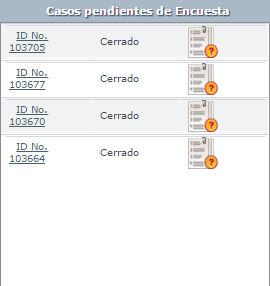 Casos pendientes de Encuesta
ID No.
103705 Cerrado ?
ID No.
103677 Cerrado ?
ID No.
103670 Cerrado ?
ID No.
103664 Cerrado ?